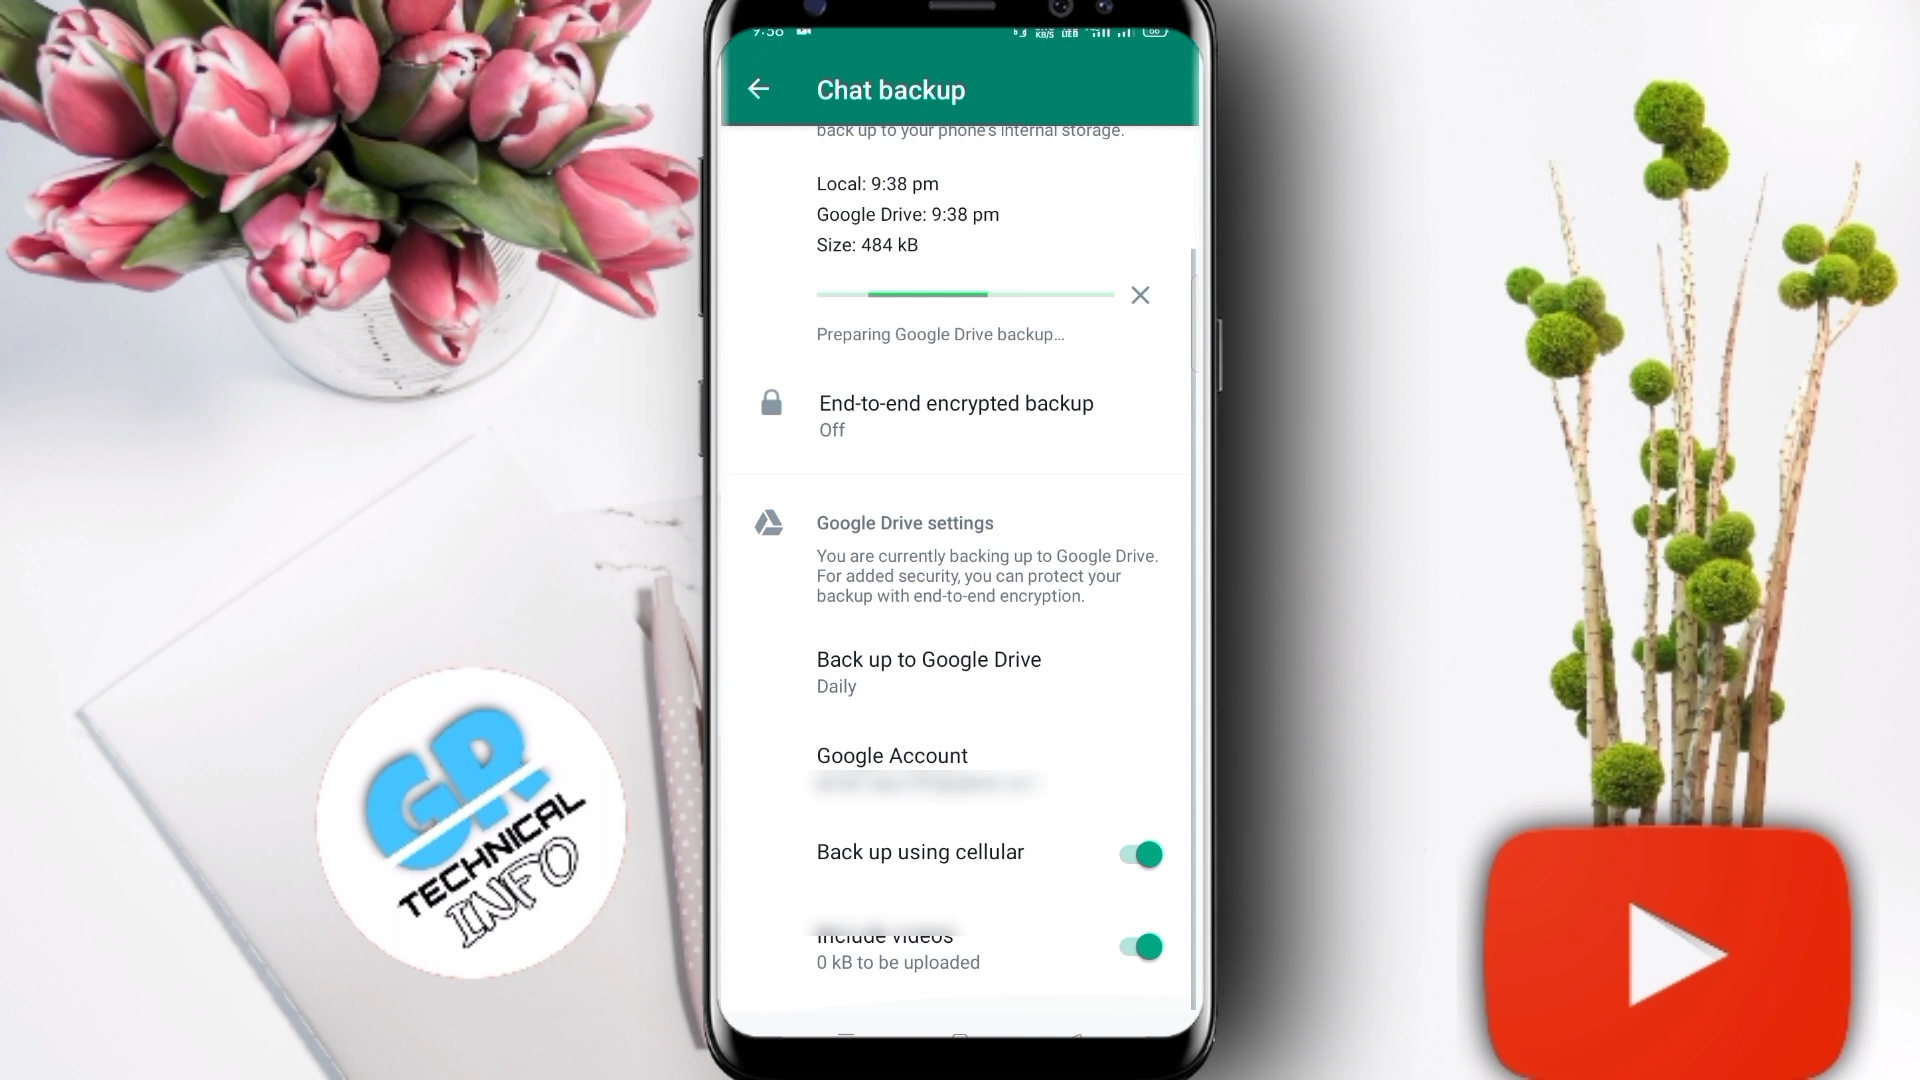 Chat backup
back up to your phone's internal storage.
Local: 9:38 pm
Google Drive: 9:38 pm
Size: 484 kB
Preparing Google Drive backup...
End-to-end encrypted backup
Off
Google Drive settings
You are currently backing up to Google Drive.
For added security, you can protect your
backup with end-to-end encryption.
Back up to Google Drive
Daily
Google Account
Back up using cellular
Include videos
0 kB to be uploaded
GR
TECHNICAL
INFO